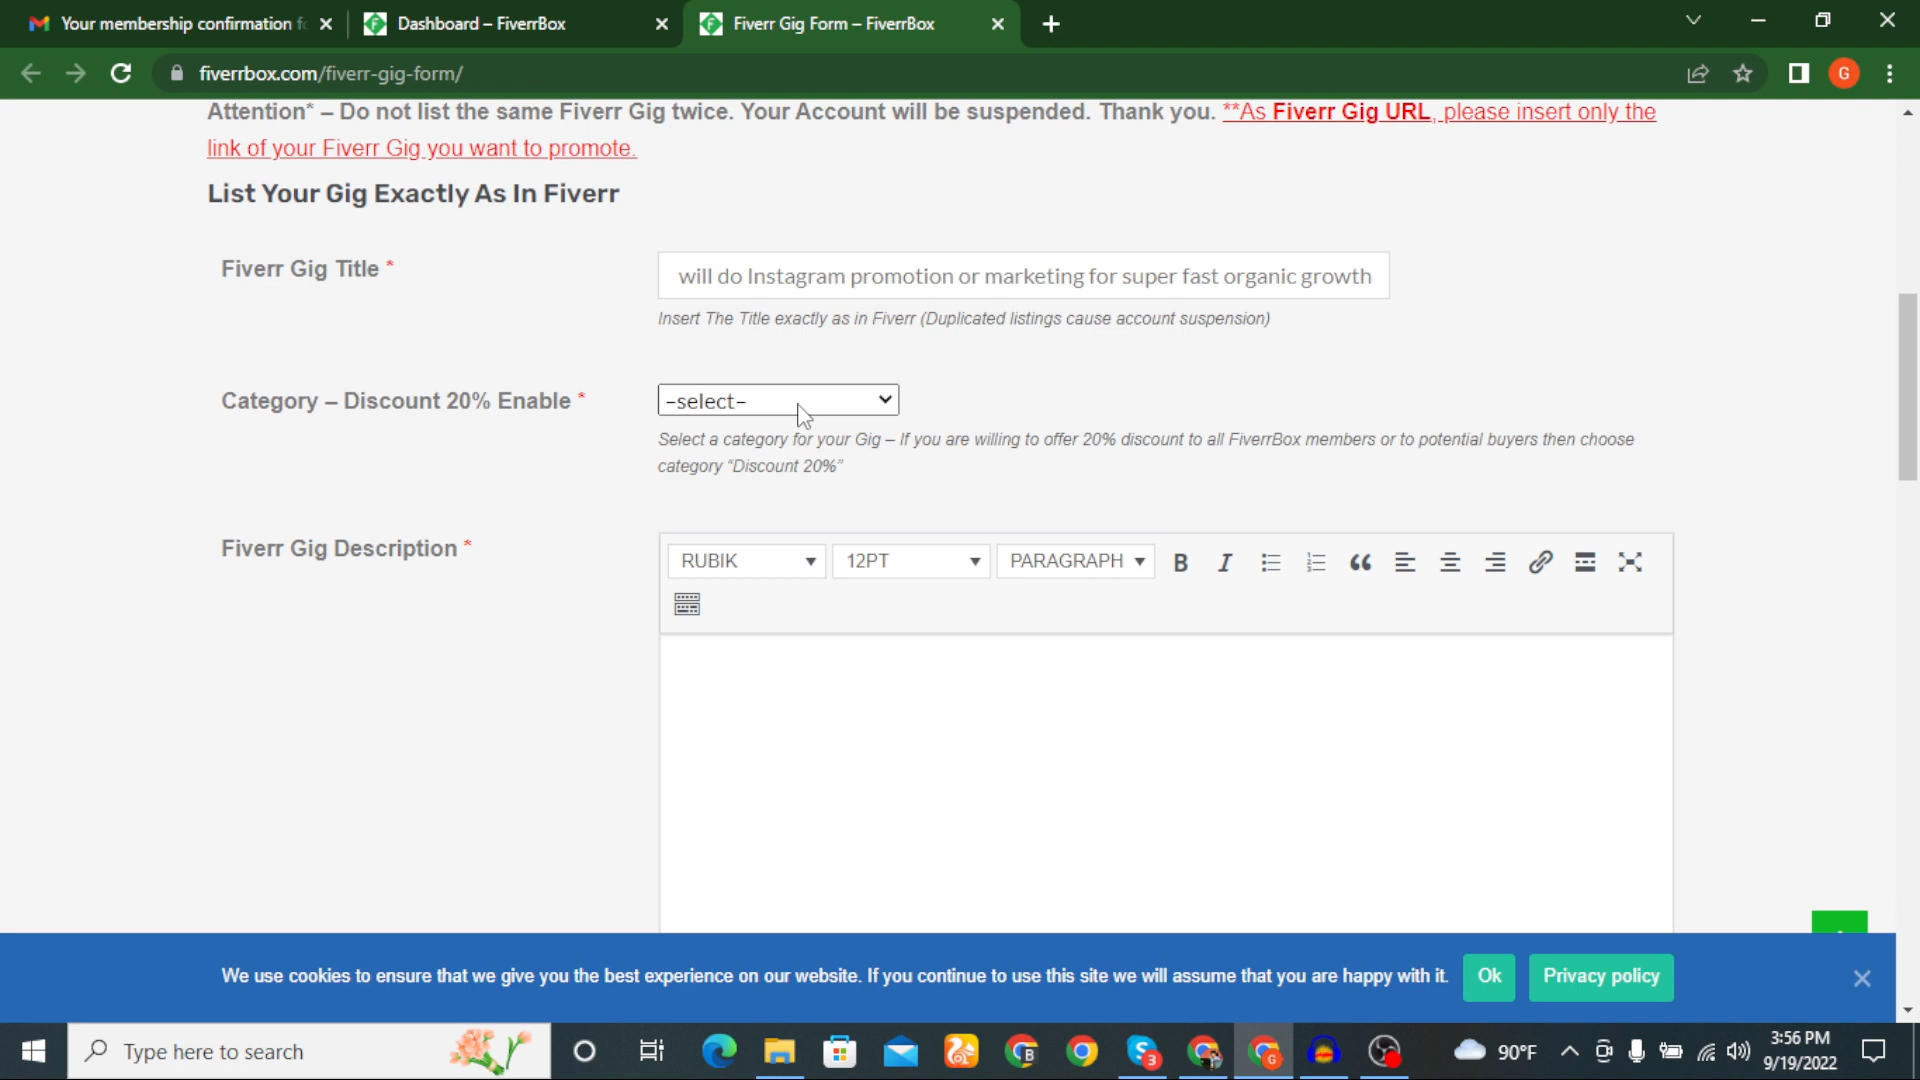 Your membership confirmation f
Dashboard – FiverrBox
Fiverr Gig Form – FiverrBox
fiverrbox.com/fiverr-gig-form/
G
Attention* – Do not list the same Fiverr Gig twice. Your Account will be suspended. Thank you. **As Fiverr Gig URL, please insert only the
link of your Fiverr Gig you want to promote.
List Your Gig Exactly As In Fiverr
Fiverr Gig Title *
will do Instagram promotion or marketing for super fast organic growth
Insert The Title exactly as in Fiverr (Duplicated listings cause account suspension)
Category – Discount 20% Enable *
–select–
Select a category for your Gig – If you are willing to offer 20% discount to all FiverrBox members or to potential buyers then choose
category “Discount 20%”
Fiverr Gig Description *
RUBIK
12PT
PARAGRAPH
B I
We use cookies to ensure that we give you the best experience on our website. If you continue to use this site we will assume that you are happy with it.
Ok
Privacy policy
Type here to search
B
3
G
90°F
3:56 PM
9/19/2022